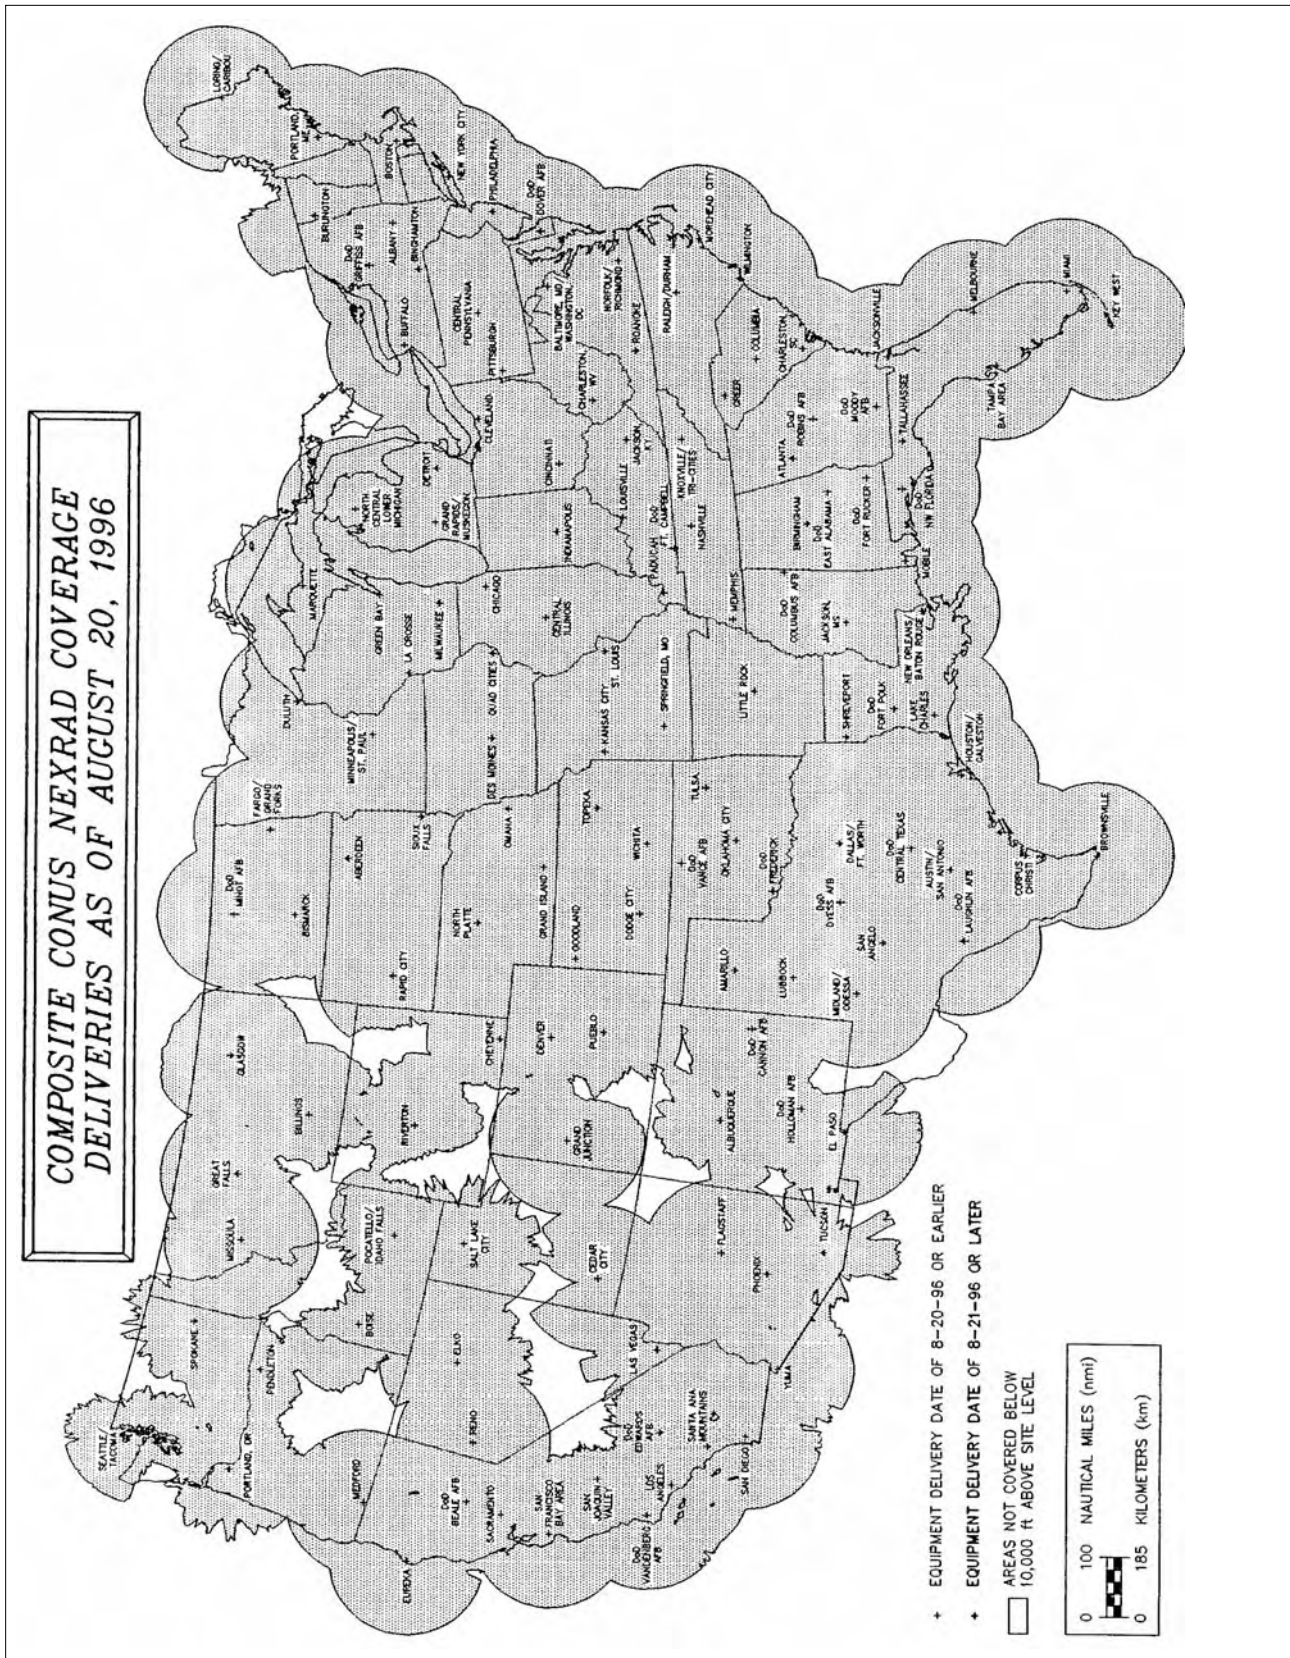 COMPOSITE CONUS NEXRAD COVERAGE
DELIVERIES AS OF AUGUST 20, 1996
SEATTLE/
TACOMA
SPOKANE
PORTLAND, OR
PENDLETON
MEDFORD
EUREKA
BOISE
POCATELLO/
IDAHO FALLS
MISSOULA
GREAT
FALLS
GLASGOW
BILLINGS
RIVERTON
CHEYENNE
DoD
BEALE AFB
SACRAMENTO
RENO
ELKO
SALT LAKE
CITY
CEDAR
CITY
SAN
FRANCISCO
BAY AREA
SAN
JOAQUIN
VALLEY
LAS VEGAS
DoD
EDWARDS
AFB
DoD
VANDENBERG
AFB
LOS
ANGELES
SANTA ANA
MOUNTAINS
SAN DIEGO
YUMA
PHOENIX
FLAGSTAFF
TUCSON
GRAND
JUNCTION
DENVER
PUEBLO
ALBUQUERQUE
DoD
CANNON AFB
DoD
HOLLOMAN AFB
EL PASO
DoD
MINOT AFB
BISMARCK
FARGO/
GRAND
FORKS
ABERDEEN
RAPID CITY
SIOUX
FALLS
NORTH
PLATTE
GRAND ISLAND
OMAHA
GOODLAND
DODGE CITY
WICHITA
TOPEKA
DoD
VANCE AFB
OKLAHOMA CITY
TULSA
DoD
FREDERICK
AMARILLO
LUBBOCK
MIDLAND/
ODESSA
SAN
ANGELO
DoD
DYESS AFB
DALLAS/
FT. WORTH
DoD
CENTRAL TEXAS
AUSTIN/
SAN ANTONIO
DoD
LAUGHLIN AFB
CORPUS
CHRISTI
BROWNSVILLE
HOUSTON/
GALVESTON
DULUTH
MINNEAPOLIS/
ST. PAUL
LA CROSSE
GREEN BAY
MILWAUKEE
MARQUETTE
DES MOINES
QUAD CITIES
CHICAGO
CENTRAL
ILLINOIS
KANSAS CITY
ST. LOUIS
SPRINGFIELD, MO
LITTLE ROCK
SHREVEPORT
DoD
FORT POLK
LAKE
CHARLES
NEW ORLEANS/
BATON ROUGE
JACKSON,
MS
DoD
COLUMBUS AFB
MEMPHIS
NASHVILLE
PADUCAH
DoD
FT. CAMPBELL
LOUISVILLE
JACKSON,
KY
KNOXVILLE/
TRI-CITIES
INDIANAPOLIS
CINCINNATI
CLEVELAND
DETROIT
GRAND
RAPIDS/
MUSKEGON
NORTH
CENTRAL
LOWER
MICHIGAN
BIRMINGHAM
DoD
EAST ALABAMA
DoD
FORT RUCKER
MOBILE
DoD
NW FLORIDA
TALLAHASSEE
ATLANTA
DoD
ROBINS AFB
DoD
MOODY
AFB
JACKSONVILLE
TAMPA
BAY AREA
MELBOURNE
MIAMI
KEY WEST
GREER
COLUMBIA
CHARLESTON,
SC
WILMINGTON
MOREHEAD CITY
RALEIGH/DURHAM
ROANOKE
NORFOLK/
RICHMOND
CHARLESTON,
WV
BALTIMORE, MD/
WASHINGTON,
DC
PITTSBURGH
CENTRAL
PENNSYLVANIA
DoD
DOVER AFB
PHILADELPHIA
NEW YORK CITY
BUFFALO
BINGHAMTON
ALBANY
DoD
GRIFFISS AFB
BURLINGTON
BOSTON
PORTLAND,
ME
LORING/
CARIBOU
+ EQUIPMENT DELIVERY DATE OF 8-20-96 OR EARLIER
+ EQUIPMENT DELIVERY DATE OF 8-21-96 OR LATER
AREAS NOT COVERED BELOW
10,000 ft ABOVE SITE LEVEL
0 100 NAUTICAL MILES (nmi)
0 185 KILOMETERS (km)